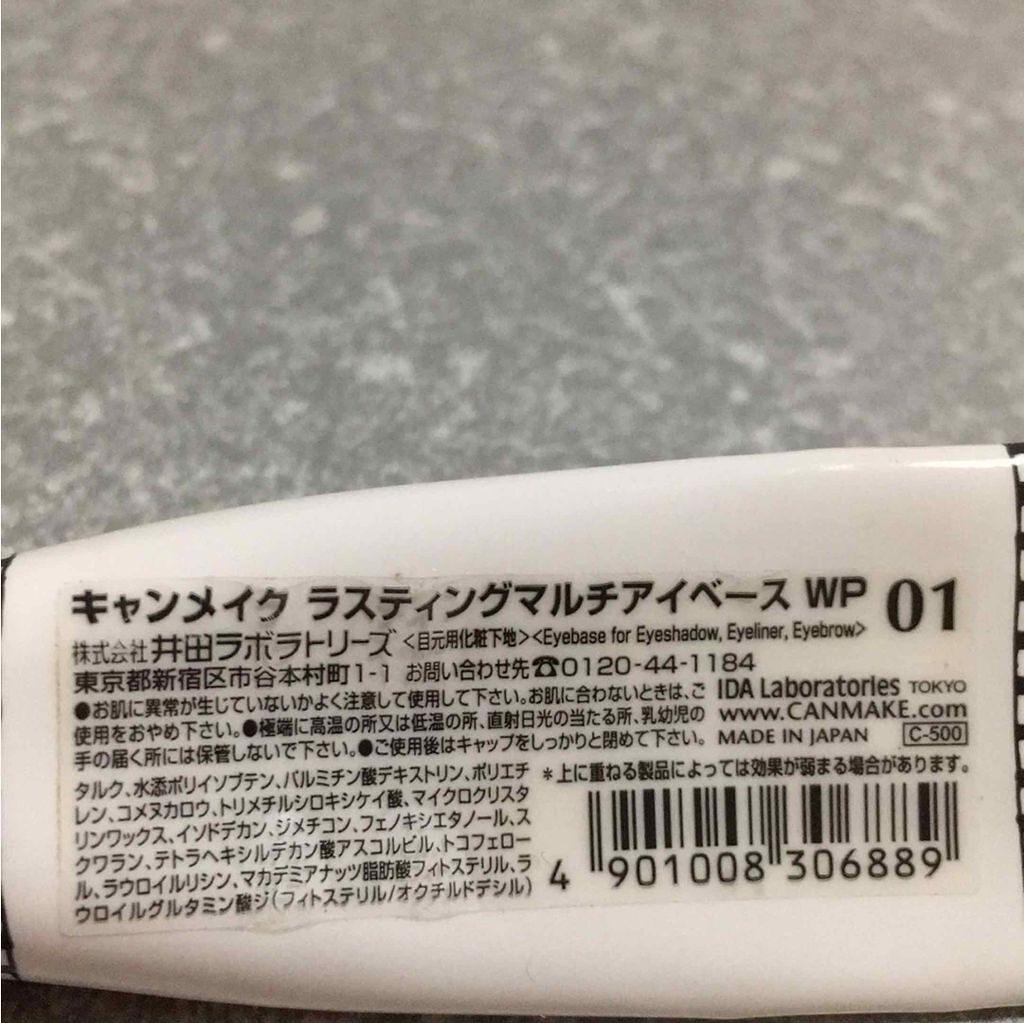 キャンメイク ラスティングマルチアイベース WP 01
株式会社 井田ラボラトリーズ <目元用化粧下地><Eyebase for Eyeshadow, Eyeliner, Eyebrow>
東京都新宿区市谷本村町1-1 お問い合わせ先☎0120-44-1184
●お肌に異常が生じていないかよく注意して使用して下さい。お肌に合わないときは、ご
使用をおやめ下さい。●極端に高温の所又は低温の所、直射日光の当たる所、乳幼児の
手の届く所には保管しないで下さい。●ご使用後はキャップをしっかりと閉めて下さい。
IDA Laboratories TOKYO
www.CANMAKE.com
MADE IN JAPAN C-500
タルク、水添ポリイソブテン、パルミチン酸デキストリン、ポリエチ
レン、コメヌカロウ、トリメチルシロキシケイ酸、マイクロクリスタ
リンワックス、イソドデカン、ジメチコン、フェノキシエタノール、ス
クワラン、テトラヘキシルデカン酸アスコルビル、トコフェロー
ル、ラウロイルリシン、マカデミアナッツ脂肪酸フィトステリル、ラ
ウロイルグルタミン酸ジ(フィトステリル/オクチルドデシル)
*上に重ねる製品によっては効果が弱まる場合があります。
4 901008 306889